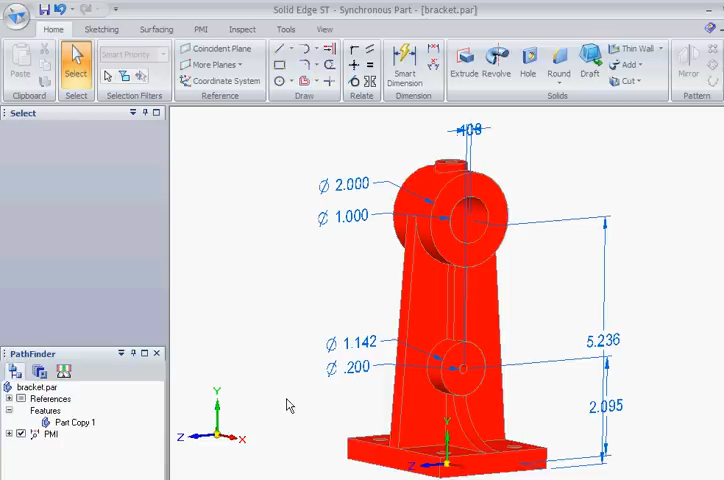 Solid Edge ST - Synchronous Part - [bracket.par]
Home Sketching Surfacing PMI Inspect Tools View
Paste
Clipboard
Select
Select
Smart Priority
Selection Filters
Coincident Plane
More Planes
Coordinate System
Reference
Draw
Relate
Smart Dimension
Dimension
Extrude Revolve Hole Round Draft
Thin Wall
Add
Cut
Solids
Mirror
Pattern
Select
Ø 2.000
Ø 1.000
5.236
Ø 1.142
Ø .200
2.095
PathFinder
bracket.par
References
Features
Part Copy 1
PMI
Y
Z
X
Y
Z